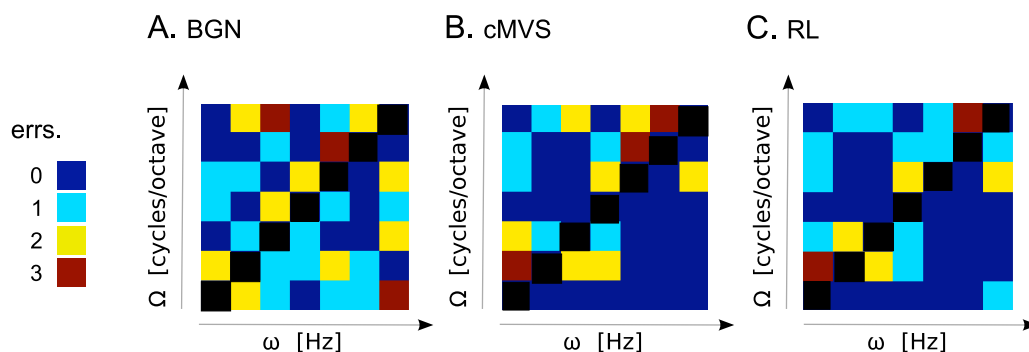 A. BGN
B. cMVS
C. RL
errs.
0
1
2
3
Ω [cycles/octave]
ω [Hz]
Ω [cycles/octave]
ω [Hz]
Ω [cycles/octave]
ω [Hz]